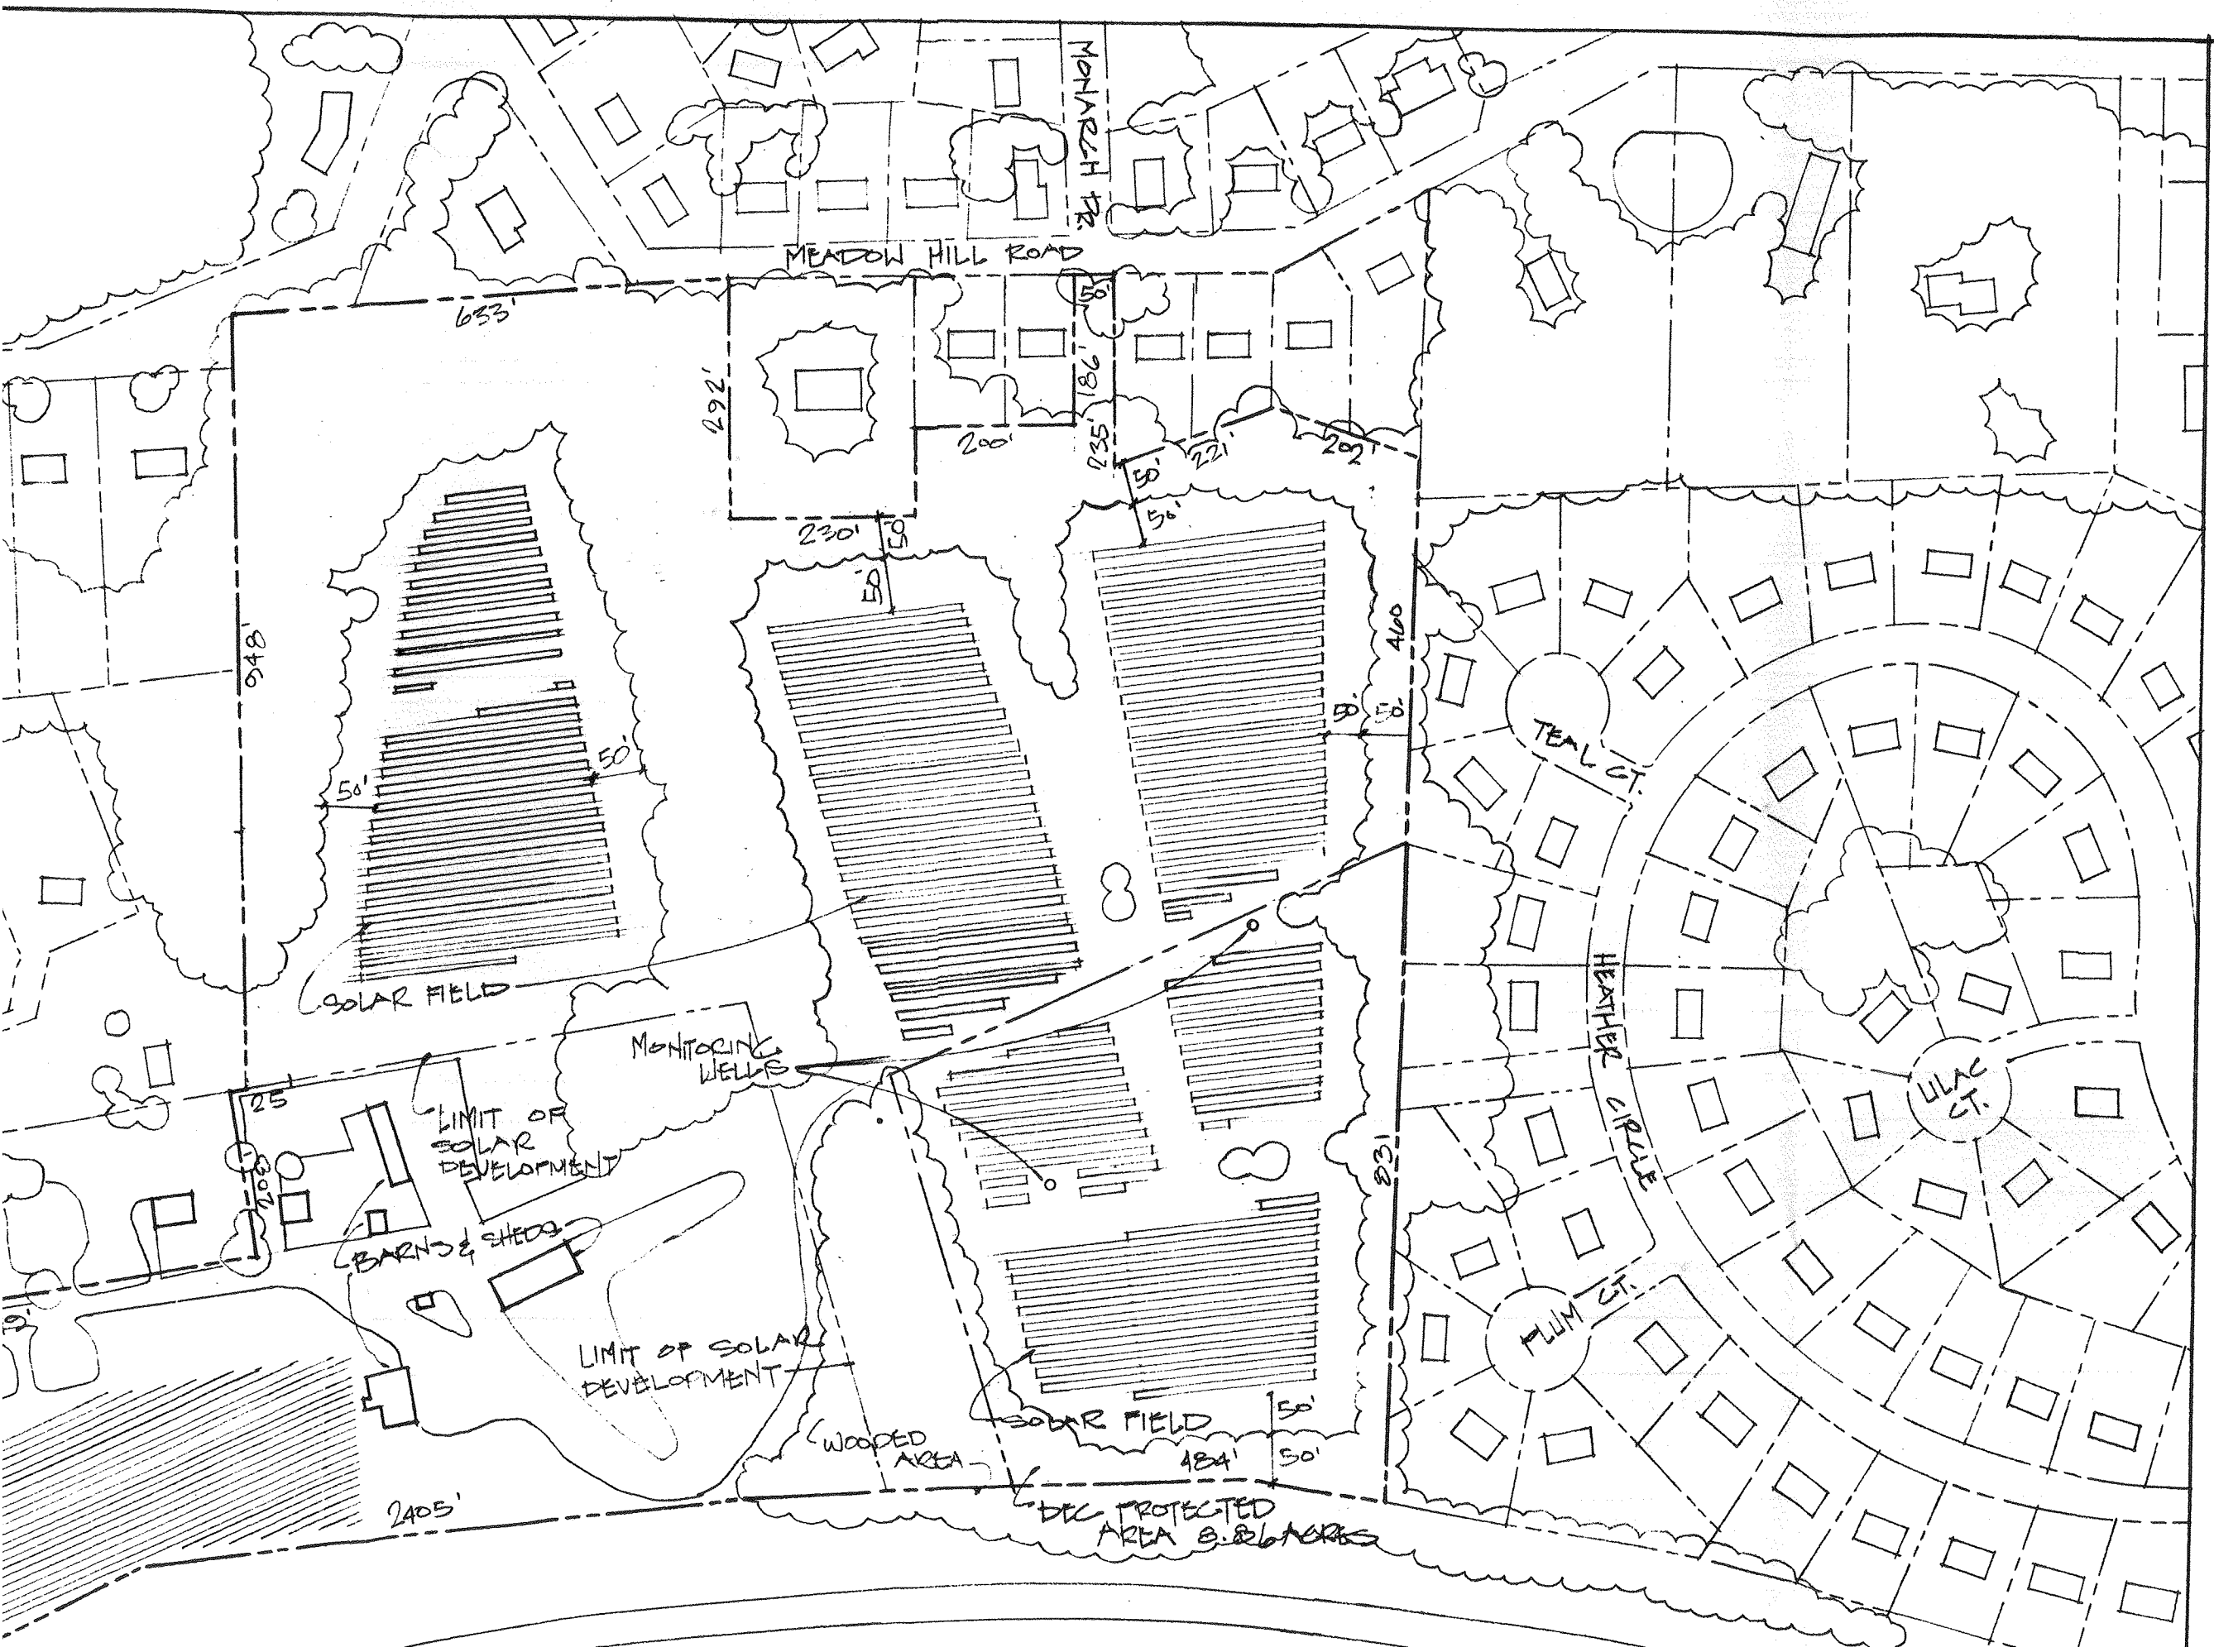 MONARCH DR.
MEADOW HILL ROAD
633'
50'
292'
186'
200'
235'
221'
202'
50'
50'
230'
50'
50'
948'
460
50'
50'
TEAL CT.
50'
50'
SOLAR FIELD
MONITORING
WELLS
HEATHER CIRCLE
LILAC
CT.
25'
LIMIT OF
SOLAR
DEVELOPMENT
203'
831
BARNS & SHEDS
PLUM CT.
LIMIT OF SOLAR
DEVELOPMENT
SOLAR FIELD
50'
WOODED
AREA
484'
50'
2405'
DEC PROTECTED
AREA 8.86 ACRES